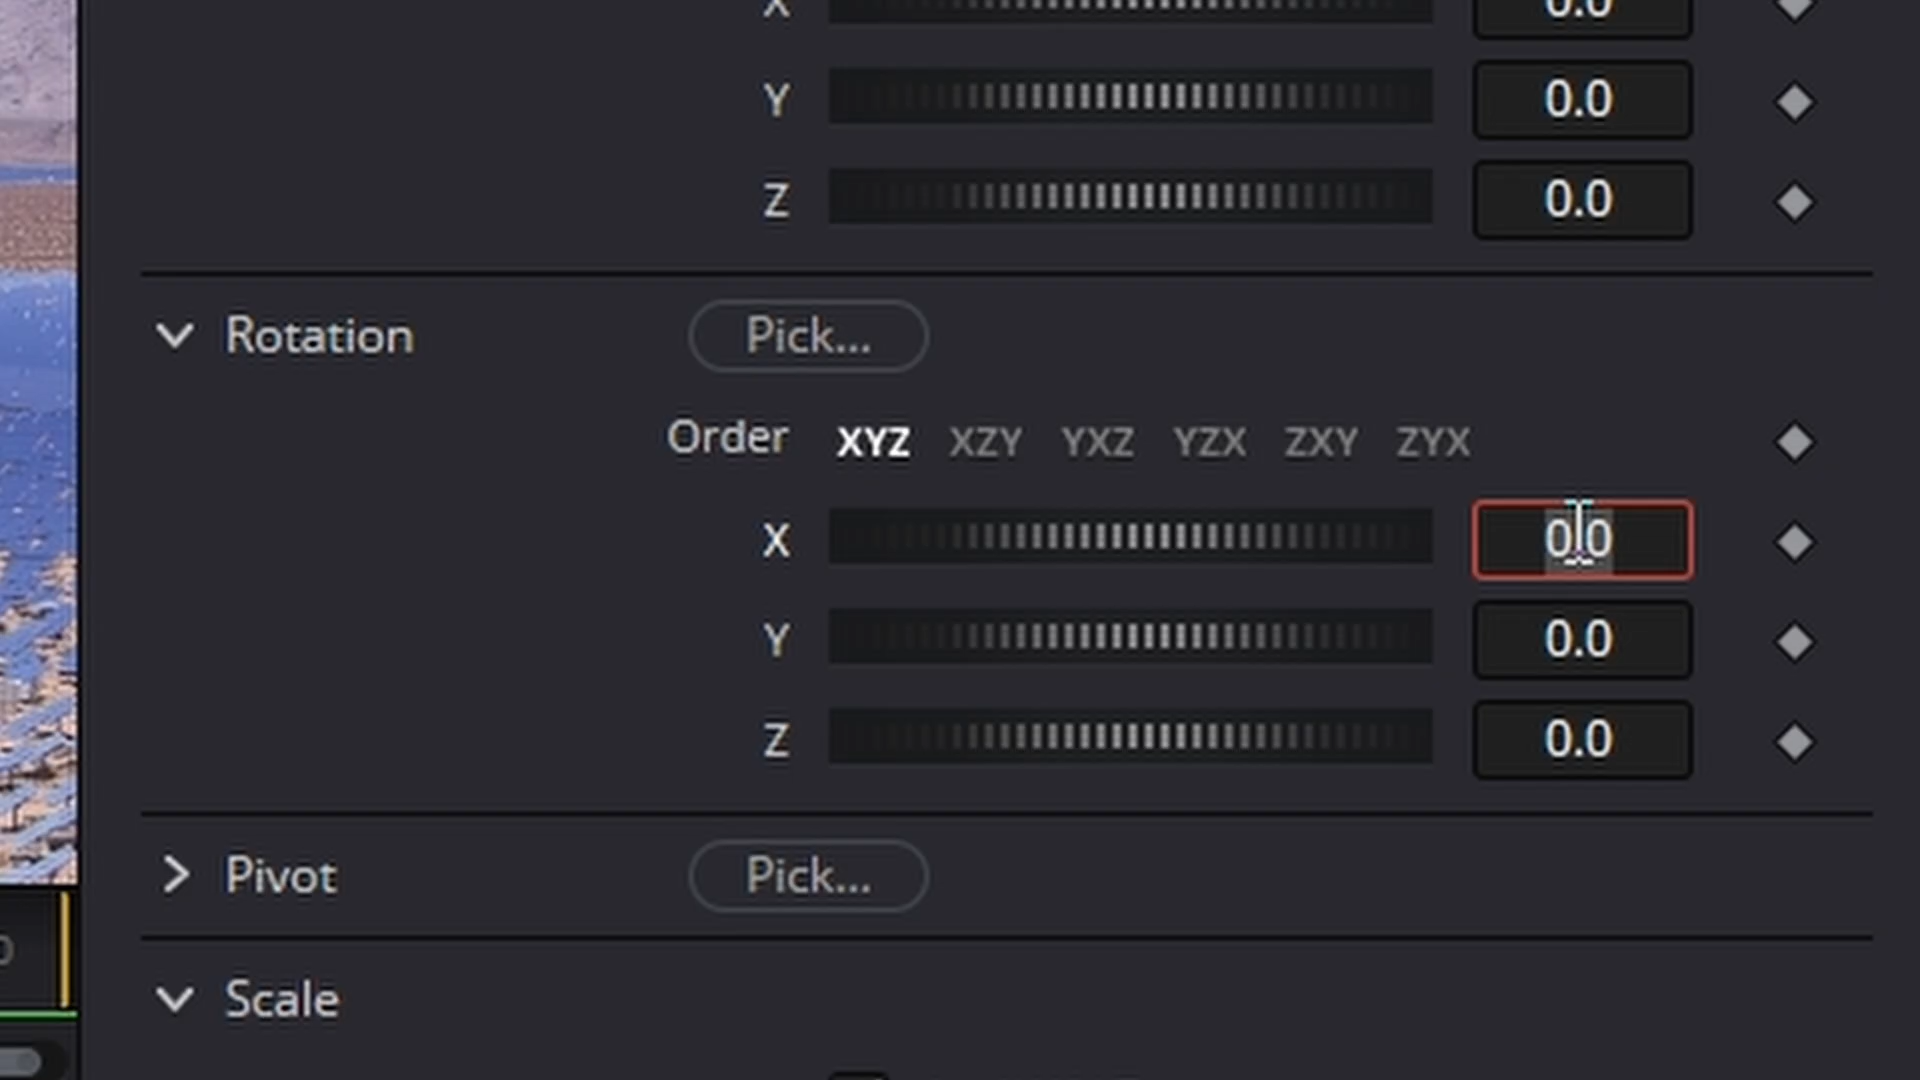 X 0.0
Y 0.0
Z 0.0
Rotation Pick...
Order XYZ XZY YXZ YZX ZXY ZYX
X 0.0
Y 0.0
Z 0.0
Pivot Pick...
Scale